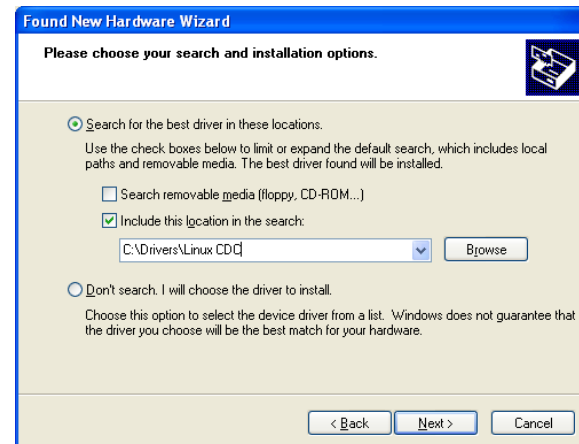 Found New Hardware Wizard
Please choose your search and installation options.
Search for the best driver in these locations.
Use the check boxes below to limit or expand the default search, which includes local
paths and removable media. The best driver found will be installed.
Search removable media (floppy, CD-ROM...)
Include this location in the search:
C:\Drivers\Linux CDC
Browse
Don't search. I will choose the driver to install.
Choose this option to select the device driver from a list. Windows does not guarantee that
the driver you choose will be the best match for your hardware.
< Back
Next >
Cancel